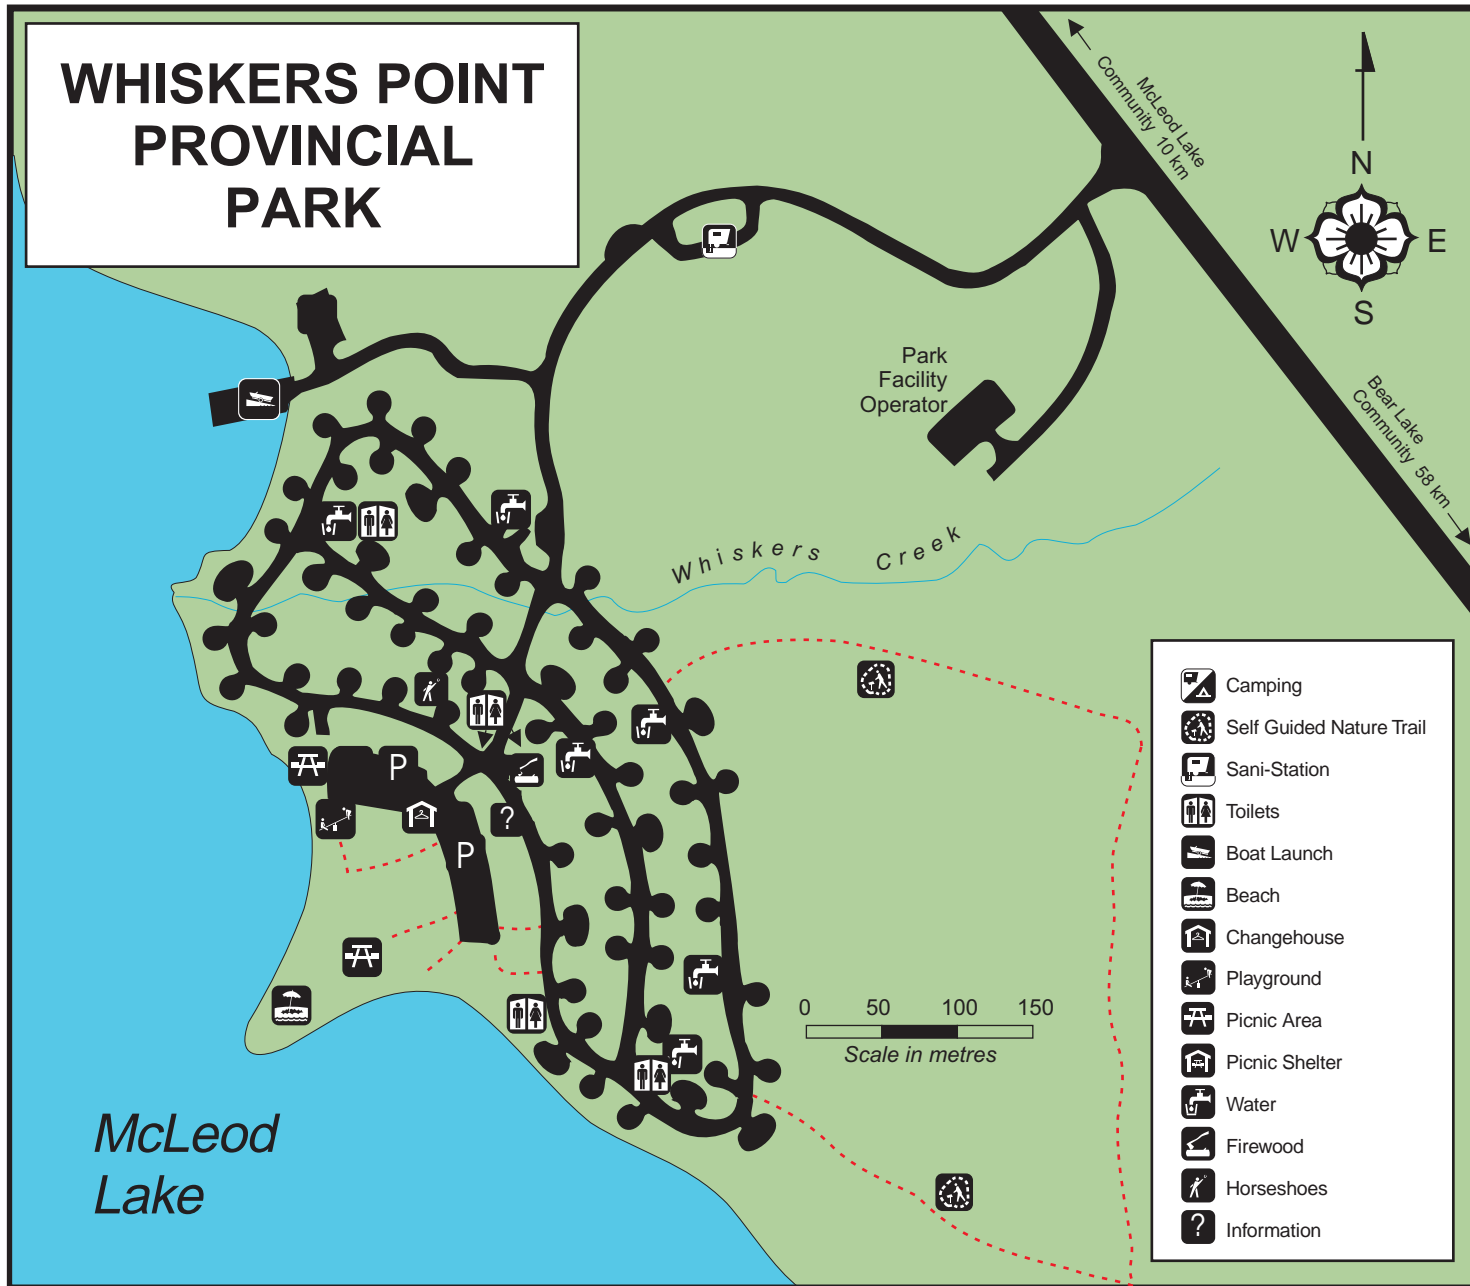 WHISKERS POINT
PROVINCIAL
PARK
McLeod Lake
Community 10 km
N
W
E
S
Park
Facility
Operator
Bear Lake
Community 58 km
Whiskers Creek
P
?
P
0 50 100 150
Scale in metres
McLeod
Lake
Camping
Self Guided Nature Trail
Sani-Station
Toilets
Boat Launch
Beach
Changehouse
Playground
Picnic Area
Picnic Shelter
Water
Firewood
Horseshoes
? Information